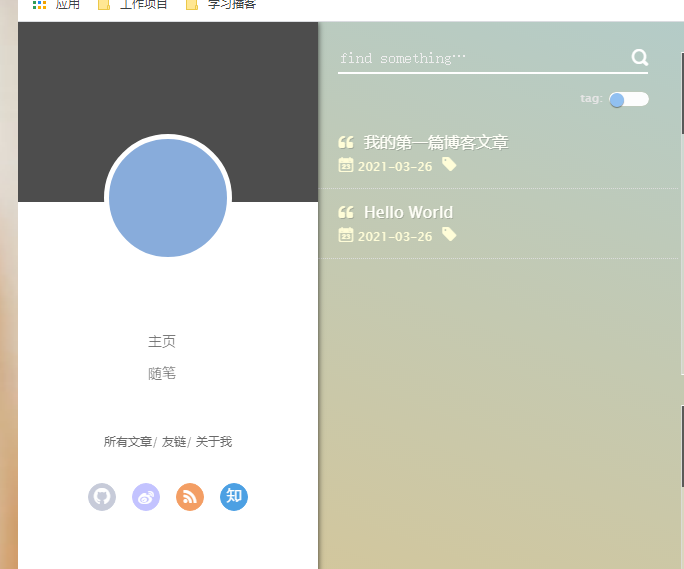 应用 工作项目 学习播客
find something…
tag:
我的第一篇博客文章
2021-03-26
Hello World
2021-03-26
主页
随笔
所有文章/ 友链/ 关于我
知